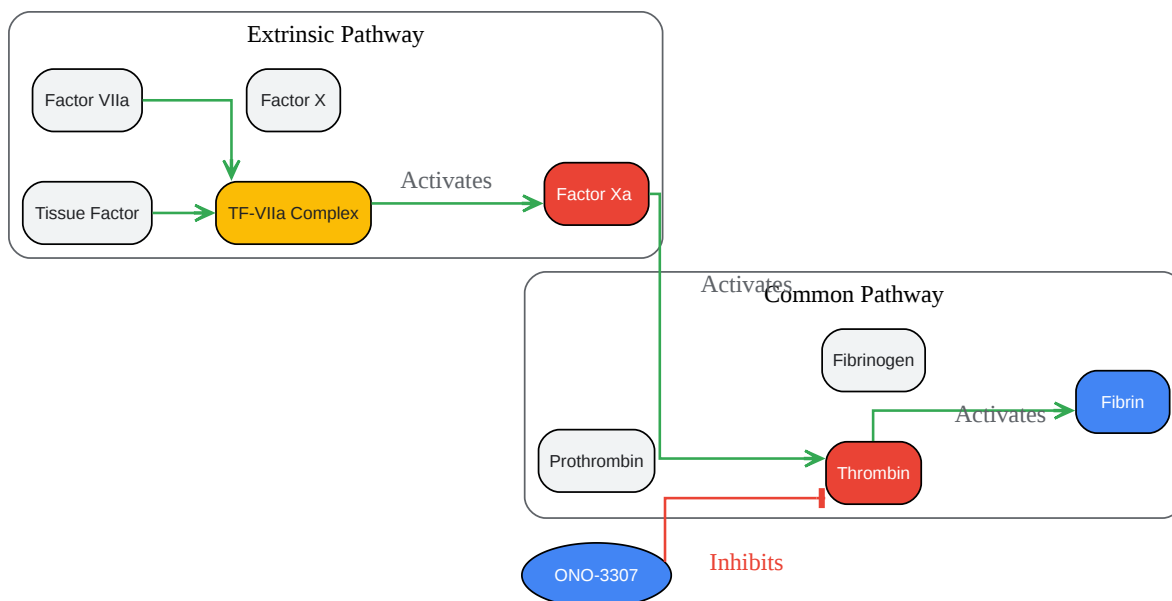 Extrinsic Pathway
Factor VIIa
Factor X
Activates
Factor Xa
Tissue Factor
TF-VIIa Complex
Activates
Common Pathway
Fibrinogen
Fibrin
Activates
Prothrombin
Thrombin
Inhibits
ONO-3307